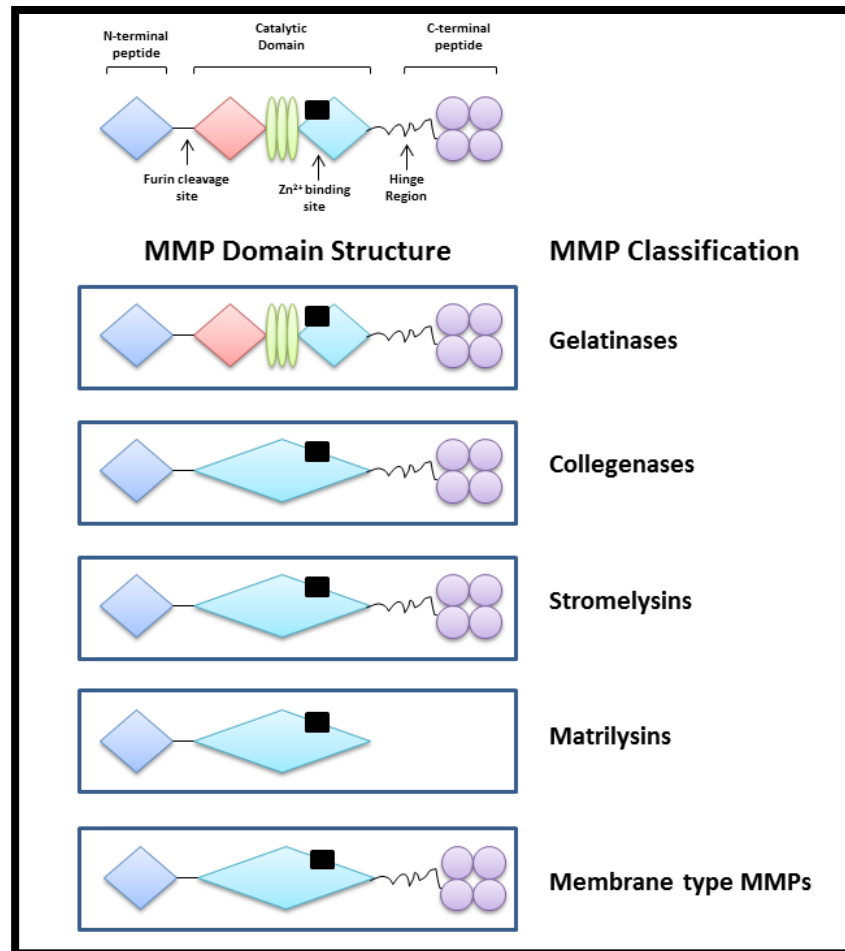 N-terminal
peptide
Catalytic
Domain
C-terminal
peptide
Furin cleavage
site
Zn²⁺ binding
site
Hinge
Region
MMP Domain Structure
MMP Classification
Gelatinases
Collegenases
Stromelysins
Matrilysins
Membrane type MMPs